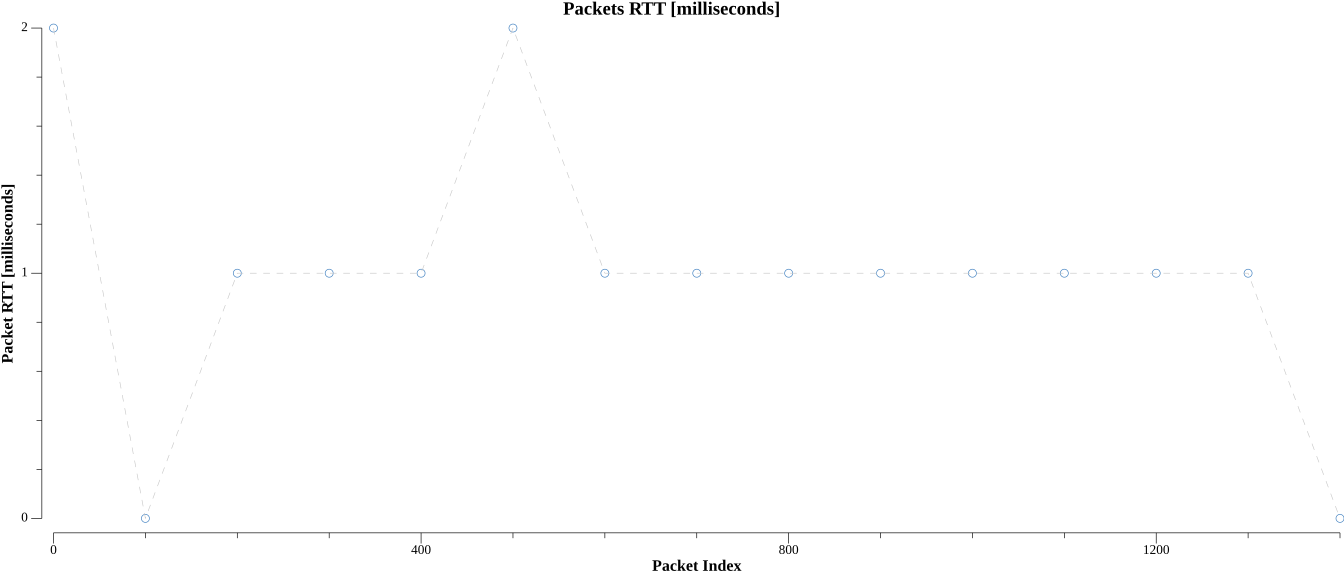 Packets RTT [milliseconds]
2
1
0
Packet RTT [milliseconds]
0 400 800 1200
Packet Index